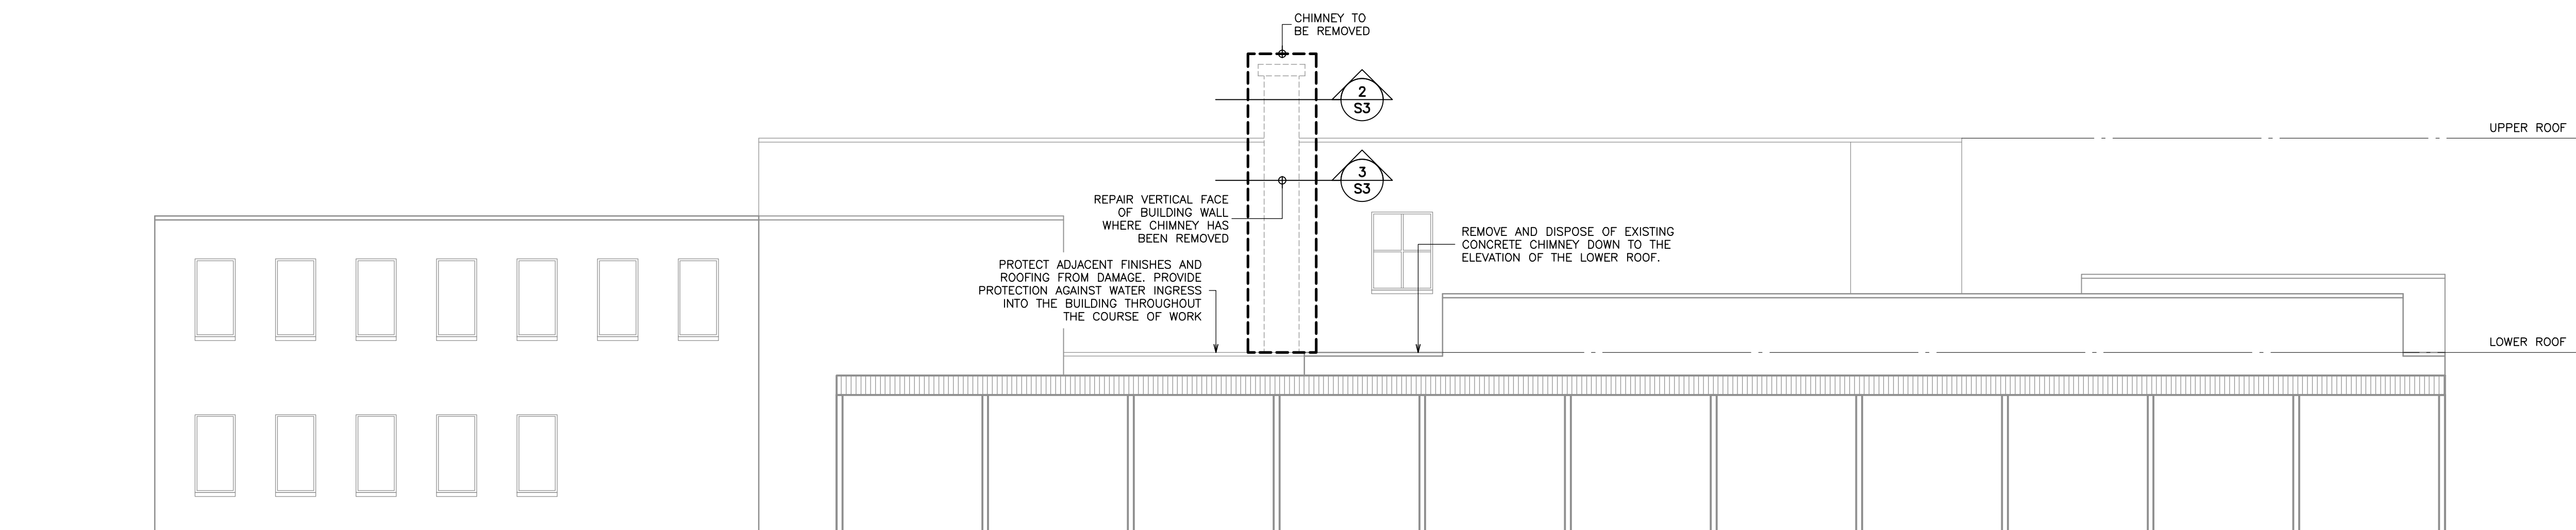 CHIMNEY TO
BE REMOVED
2
S3
UPPER ROOF
3
S3
REPAIR VERTICAL FACE
OF BUILDING WALL
WHERE CHIMNEY HAS
BEEN REMOVED
REMOVE AND DISPOSE OF EXISTING
CONCRETE CHIMNEY DOWN TO THE
ELEVATION OF THE LOWER ROOF.
PROTECT ADJACENT FINISHES AND
ROOFING FROM DAMAGE. PROVIDE
PROTECTION AGAINST WATER INGRESS
INTO THE BUILDING THROUGHOUT
THE COURSE OF WORK
LOWER ROOF